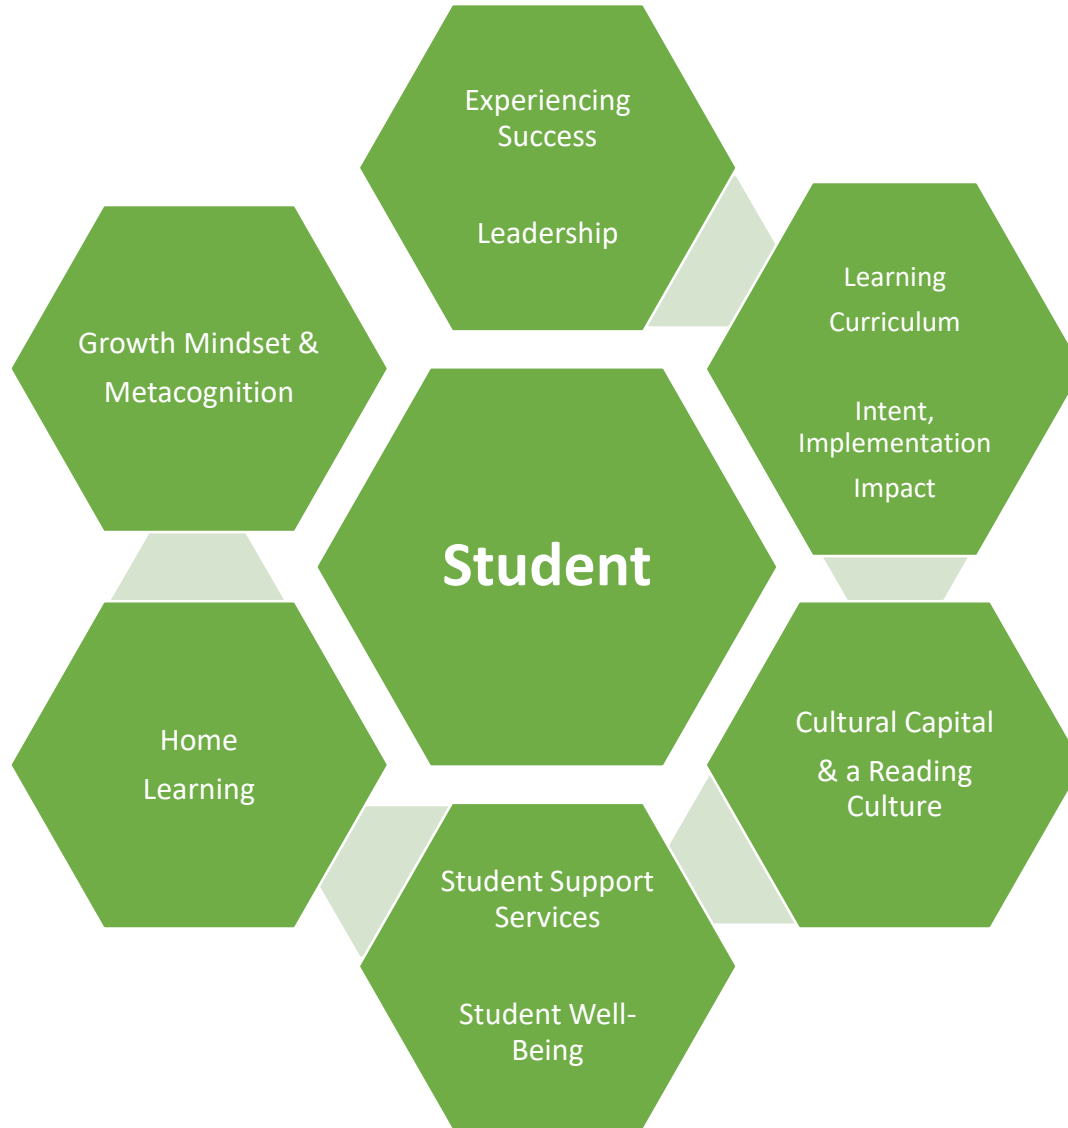 Experiencing
Success
Leadership
Learning
Curriculum
Intent,
Implementation
Impact
Growth Mindset &
Metacognition
Student
Cultural Capital
& a Reading
Culture
Home
Learning
Student Support
Services
Student Well-
Being